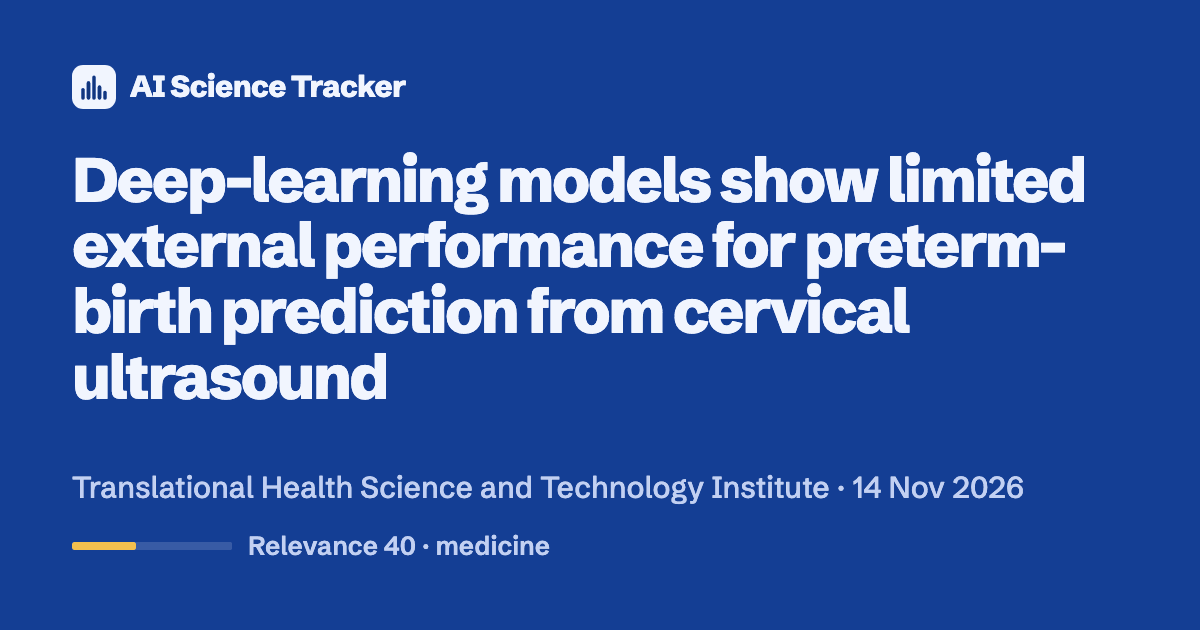 AI Science Tracker
Deep-learning models show limited
external performance for preterm-
birth prediction from cervical
ultrasound
Translational Health Science and Technology Institute · 14 Nov 2026
Relevance 40 · medicine